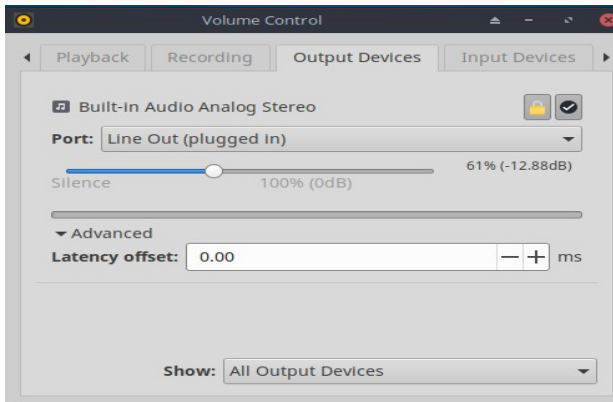 Volume Control
Playback Recording Output Devices Input Devices
Built-in Audio Analog Stereo
Port: Line Out (plugged in)
61% (-12.88dB)
Silence 100% (0dB)
Advanced
Latency offset: 0.00 ms
Show: All Output Devices